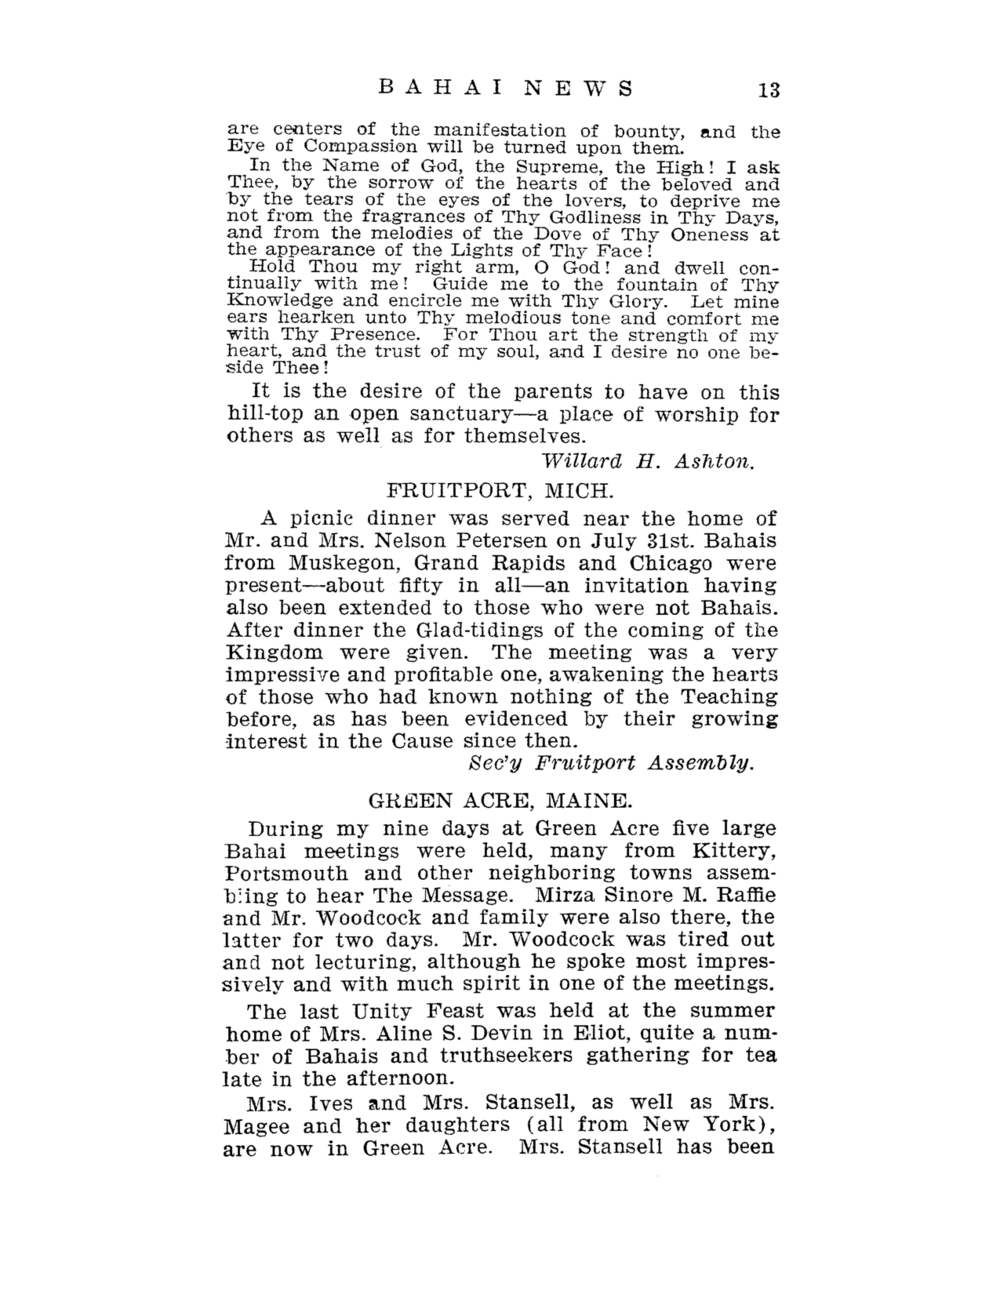 BAHAI NEWS 13
are centers of the manifestation of bounty, and the
Eye of Compassion will be turned upon them.
In the Name of God, the Supreme, the High! I ask
Thee, by the sorrow of the hearts of the beloved and
by the tears of the eyes of the lovers, to deprive me
not from the fragrances of Thy Godliness in Thy Days,
and from the melodies of the Dove of Thy Oneness at
the appearance of the Lights of Thy Face!
Hold Thou my right arm, O God! and dwell con-
tinually with me! Guide me to the fountain of Thy
Knowledge and encircle me with Thy Glory. Let mine
ears hearken unto Thy melodious tone and comfort me
with Thy Presence. For Thou art the strength of my
heart, and the trust of my soul, and I desire no one be-
side Thee!
It is the desire of the parents to have on this
hill-top an open sanctuary—a place of worship for
others as well as for themselves.
Willard H. Ashton.
FRUITPORT, MICH.
A picnic dinner was served near the home of
Mr. and Mrs. Nelson Petersen on July 31st. Bahais
from Muskegon, Grand Rapids and Chicago were
present—about fifty in all—an invitation having
also been extended to those who were not Bahais.
After dinner the Glad-tidings of the coming of the
Kingdom were given. The meeting was a very
impressive and profitable one, awakening the hearts
of those who had known nothing of the Teaching
before, as has been evidenced by their growing
interest in the Cause since then.
Sec'y Fruitport Assembly.
GREEN ACRE, MAINE.
During my nine days at Green Acre five large
Bahai meetings were held, many from Kittery,
Portsmouth and other neighboring towns assem-
bling to hear The Message. Mirza Sinore M. Raffie
and Mr. Woodcock and family were also there, the
latter for two days. Mr. Woodcock was tired out
and not lecturing, although he spoke most impres-
sively and with much spirit in one of the meetings.
The last Unity Feast was held at the summer
home of Mrs. Aline S. Devin in Eliot, quite a num-
ber of Bahais and truthseekers gathering for tea
late in the afternoon.
Mrs. Ives and Mrs. Stansell, as well as Mrs.
Magee and her daughters (all from New York),
are now in Green Acre. Mrs. Stansell has been